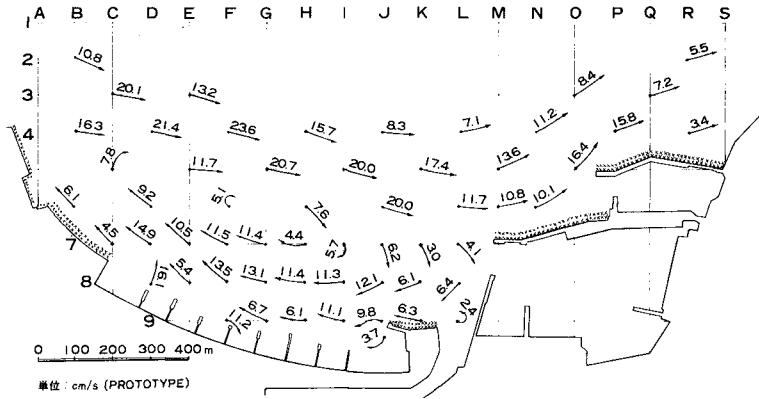 A B C D E F G H I J K L M N O P Q R S
1
2 10.8 5.5
3 20.1 13.2 8.4 7.2
4 16.3 21.4 23.6 15.7 8.3 7.1 11.2 15.8 3.4
7.8 11.7 20.7 20.0 17.4 13.6 16.4
6.1 9.2 5.1 7.6 20.0 11.7 10.8 10.1
7 4.5 14.9 10.5 11.5 11.4 4.4 5.7 6.2 3.0 4.1
8 16.1 5.4 13.5 13.1 11.4 11.3 12.1 6.1 6.4
9 11.2 6.7 6.1 11.1 9.8 6.3 2.4
3.7
0 100 200 300 400 m
単位 : cm/s (PROTOTYPE)